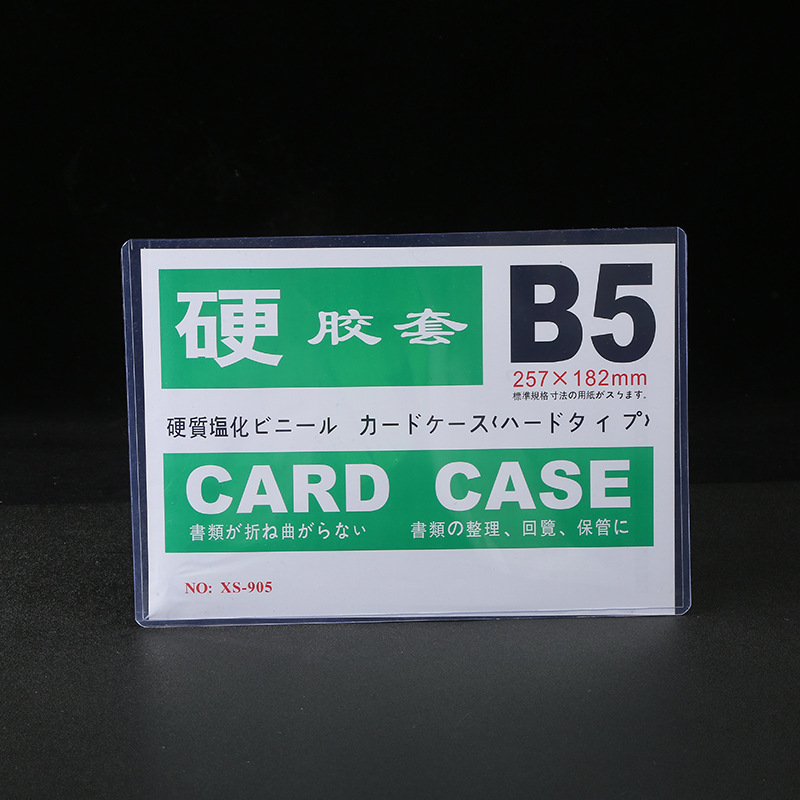 硬 胶套
B5
257×182mm
標準規格寸法の用紙がスケます。
硬質塩化ビニール カードケース(ハードタイプ)
CARD CASE
書類が折ね曲がらない 書類の整理、回覧、保管に
NO: XS-905